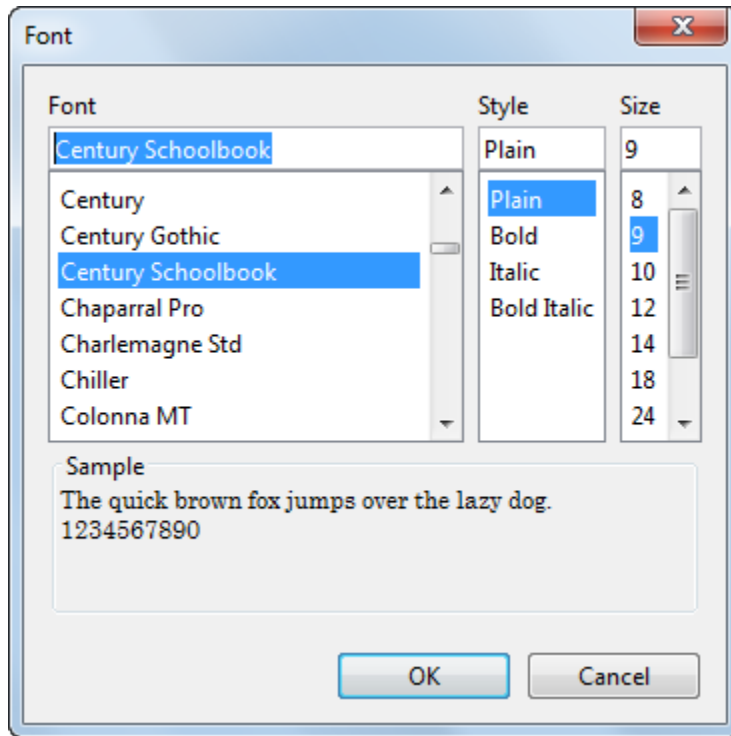 Font
Font Style Size
Century Schoolbook Plain 9
Century Plain 8
Century Gothic Bold 9
Century Schoolbook Italic 10
Chaparral Pro Bold Italic 12
Charlemagne Std 14
Chiller 18
Colonna MT 24
Sample
The quick brown fox jumps over the lazy dog.
1234567890
OK Cancel